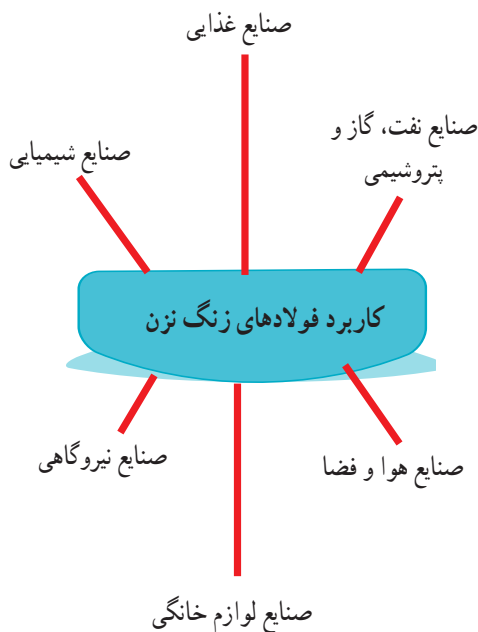 صنایع غذایی
صنایع نفت، گاز و
پتروشیمی
صنایع شیمیایی
کاربرد فولادهای زنگ نزن
صنایع هوا و فضا
صنایع نیروگاهی
صنایع لوازم خانگی